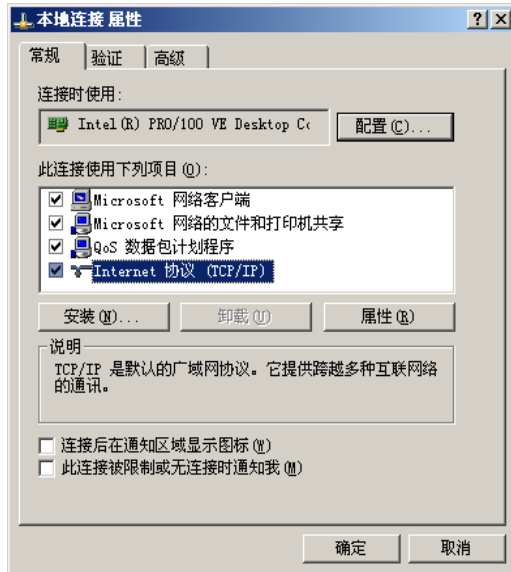 本地连接 属性
常规 验证 高级
连接时使用:
Intel(R) PRO/100 VE Desktop Co
配置(C)...
此连接使用下列项目(O):
Microsoft 网络客户端
Microsoft 网络的文件和打印机共享
QoS 数据包计划程序
Internet 协议 (TCP/IP)
安装(N)... 卸载(U) 属性(R)
说明
TCP/IP 是默认的广域网协议。它提供跨越多种互联网络
的通讯。
连接后在通知区域显示图标(W)
此连接被限制或无连接时通知我(M)
确定 取消